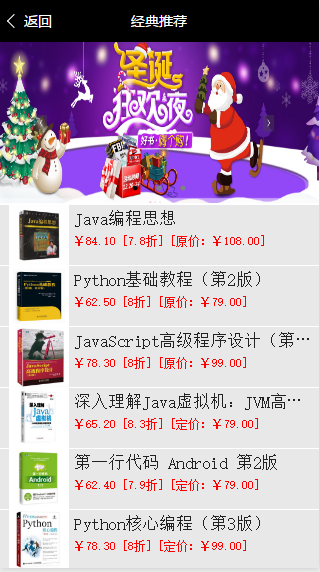 返回
经典推荐
圣诞
狂欢夜
好书·购个购!
Java编程思想
￥84.10 [7.8折] [原价：￥108.00]
Python基础教程（第2版）
￥62.50 [8折] [原价：￥79.00]
JavaScript高级程序设计（第…
￥78.30 [8折] [原价：￥99.00]
深入理解Java虚拟机：JVM高…
￥65.20 [8.3折] [定价：￥79.00]
第一行代码 Android 第2版
￥62.40 [7.9折] [定价：￥79.00]
Python核心编程（第3版）
￥78.30 [8折] [定价：￥99.00]